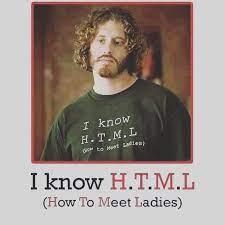 I know
H.T.M.L
(How to Meet Ladies)
I know H.T.M.L
(How To Meet Ladies)